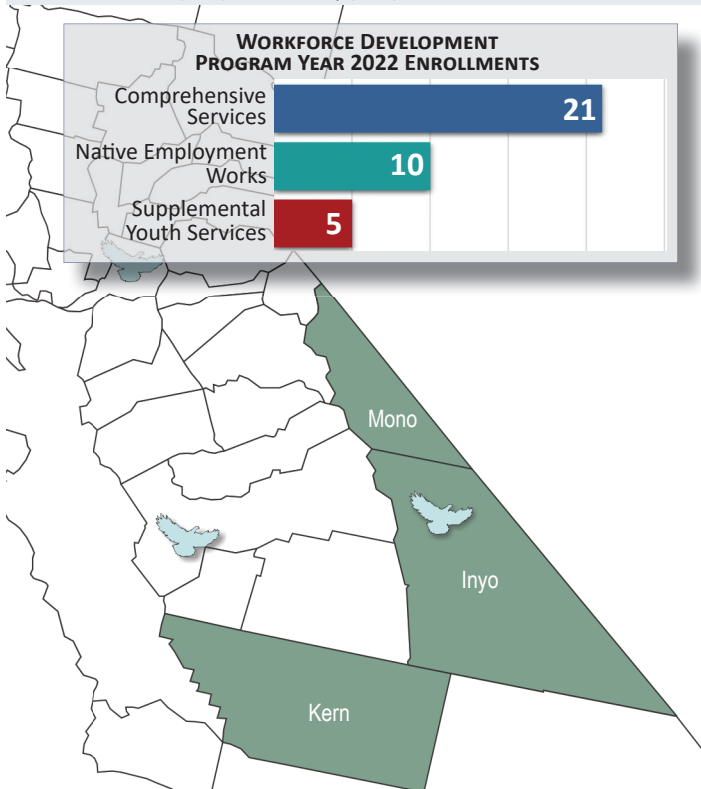 WORKFORCE DEVELOPMENT
PROGRAM YEAR 2022 ENROLLMENTS
Comprehensive
Services
21
Native Employment
Works
10
Supplemental
Youth Services
5
Mono
Inyo
Kern